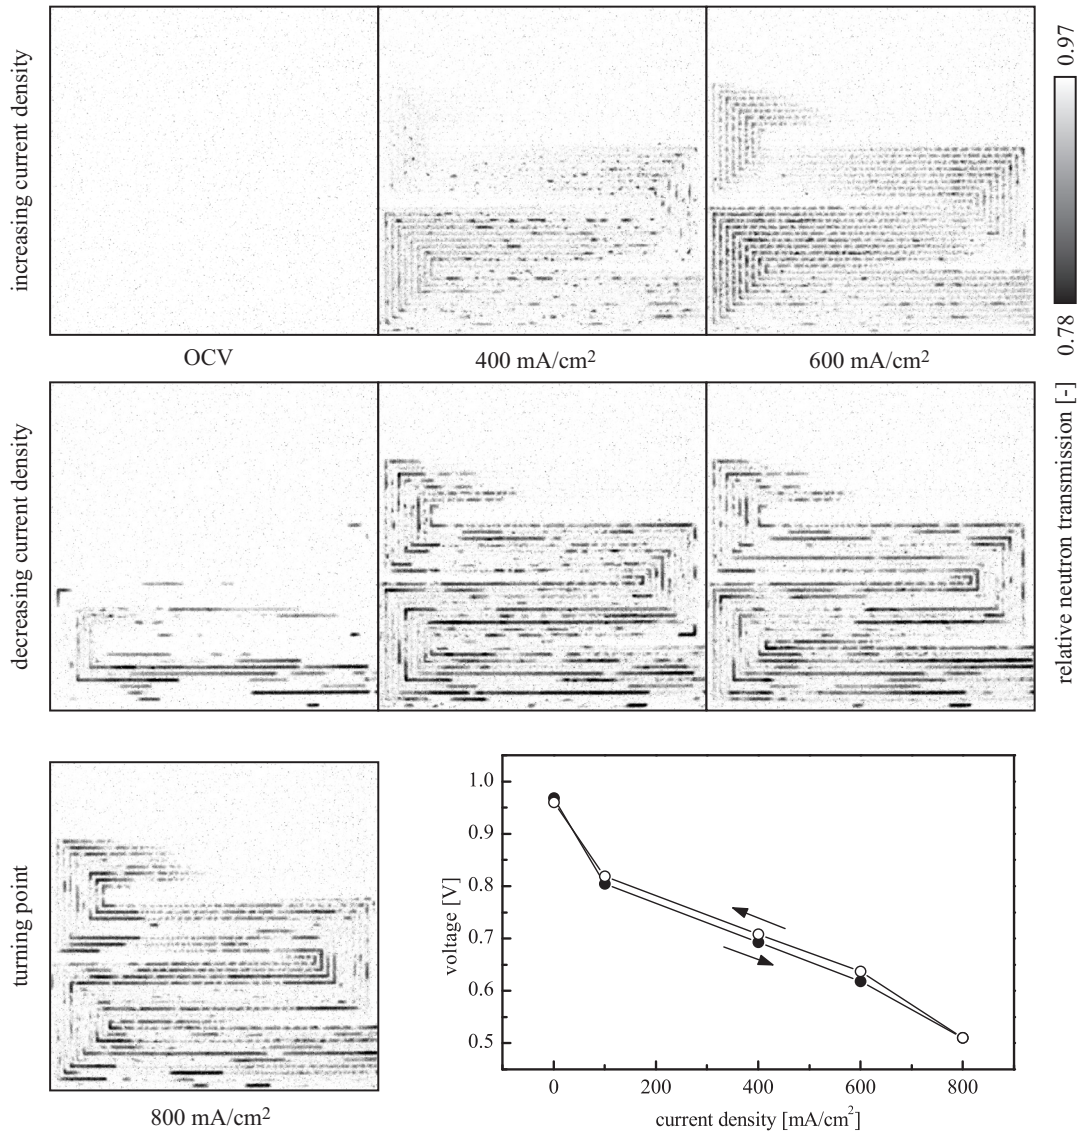 increasing current density
0.97
0.78
OCV
400 mA/cm2
600 mA/cm2
relative neutron transmission [-]
decreasing current density
turning point
800 mA/cm2
1.0
0.9
0.8
0.7
0.6
0.5
voltage [V]
0 200 400 600 800
current density [mA/cm2]